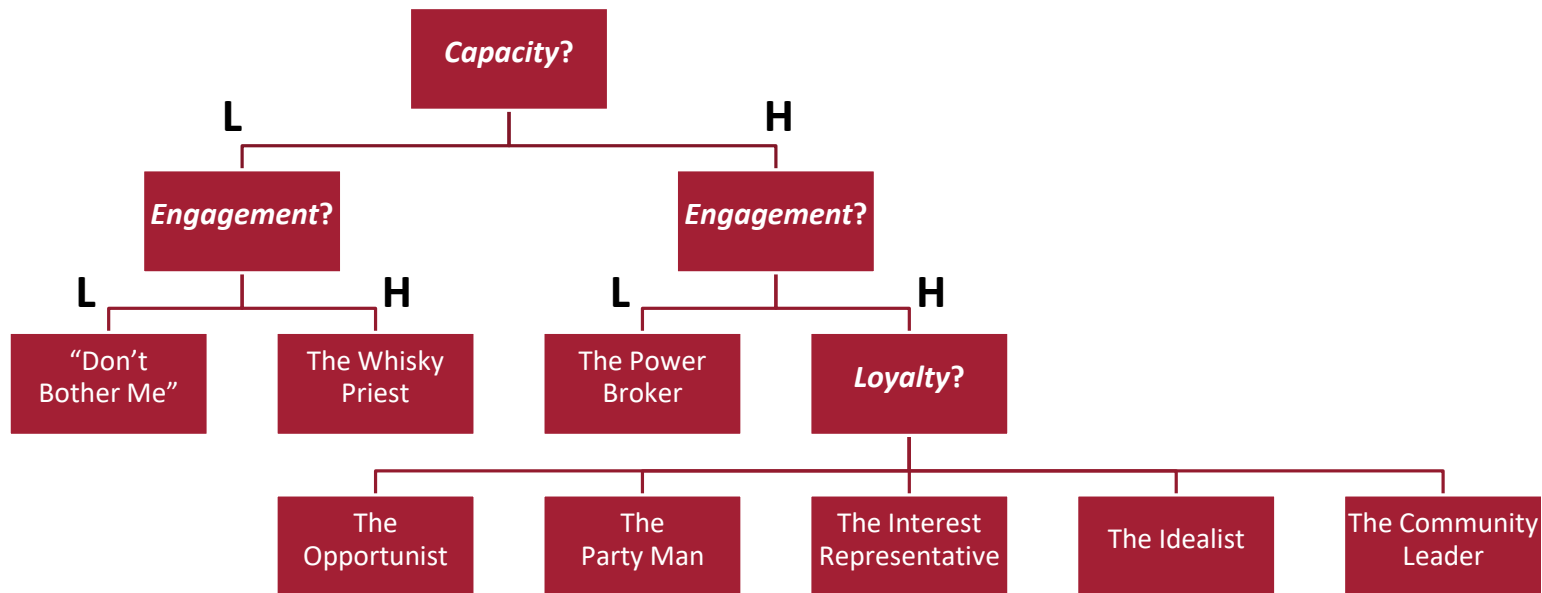 Capacity?
L
H
Engagement?
Engagement?
L
H
L
H
“Don’t
Bother Me”
The Whisky
Priest
The Power
Broker
Loyalty?
The
Opportunist
The
Party Man
The Interest
Representative
The Idealist
The Community
Leader